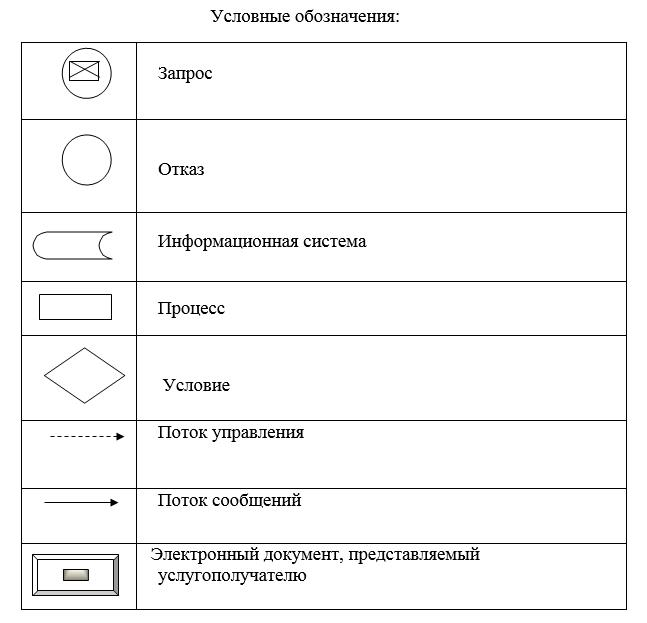 Условные обозначения:
Запрос
Отказ
Информационная система
Процесс
Условие
Поток управления
Поток сообщений
Электронный документ, представляемый
услугополучателю